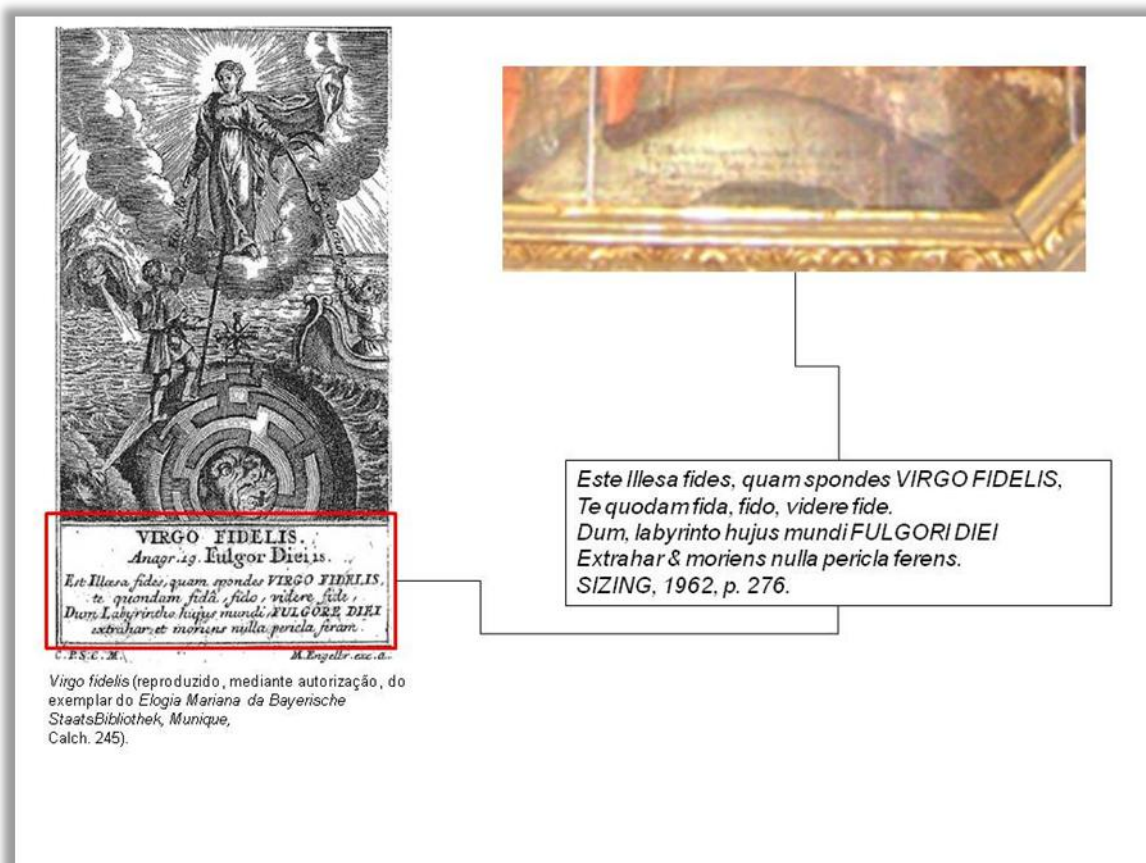 VIRGO FIDELIS.
Anagr. 19. Fulgor Diei is.
Est Illæsa fides, quam spondes VIRGO FIDELIS,
te quondam fidâ, fido, videre fide,
Dum Labyrintho hujus mundi, FULGORE DIEI
extrahar et moriens nulla pericla feram.
C.P.S.C.M. M. Engelbr. exc. a.
Virgo fidelis (reproduzido, mediante autorização, do
exemplar do Elogia Mariana da Bayerische
StaatsBibliothek, Munique,
Calch. 245).
Este Illesa fides, quam spondes VIRGO FIDELIS,
Te quodam fida, fido, videre fide.
Dum, labyrinto hujus mundi FULGORI DIEI
Extrahar & moriens nulla pericla ferens.
SIZING, 1962, p. 276.